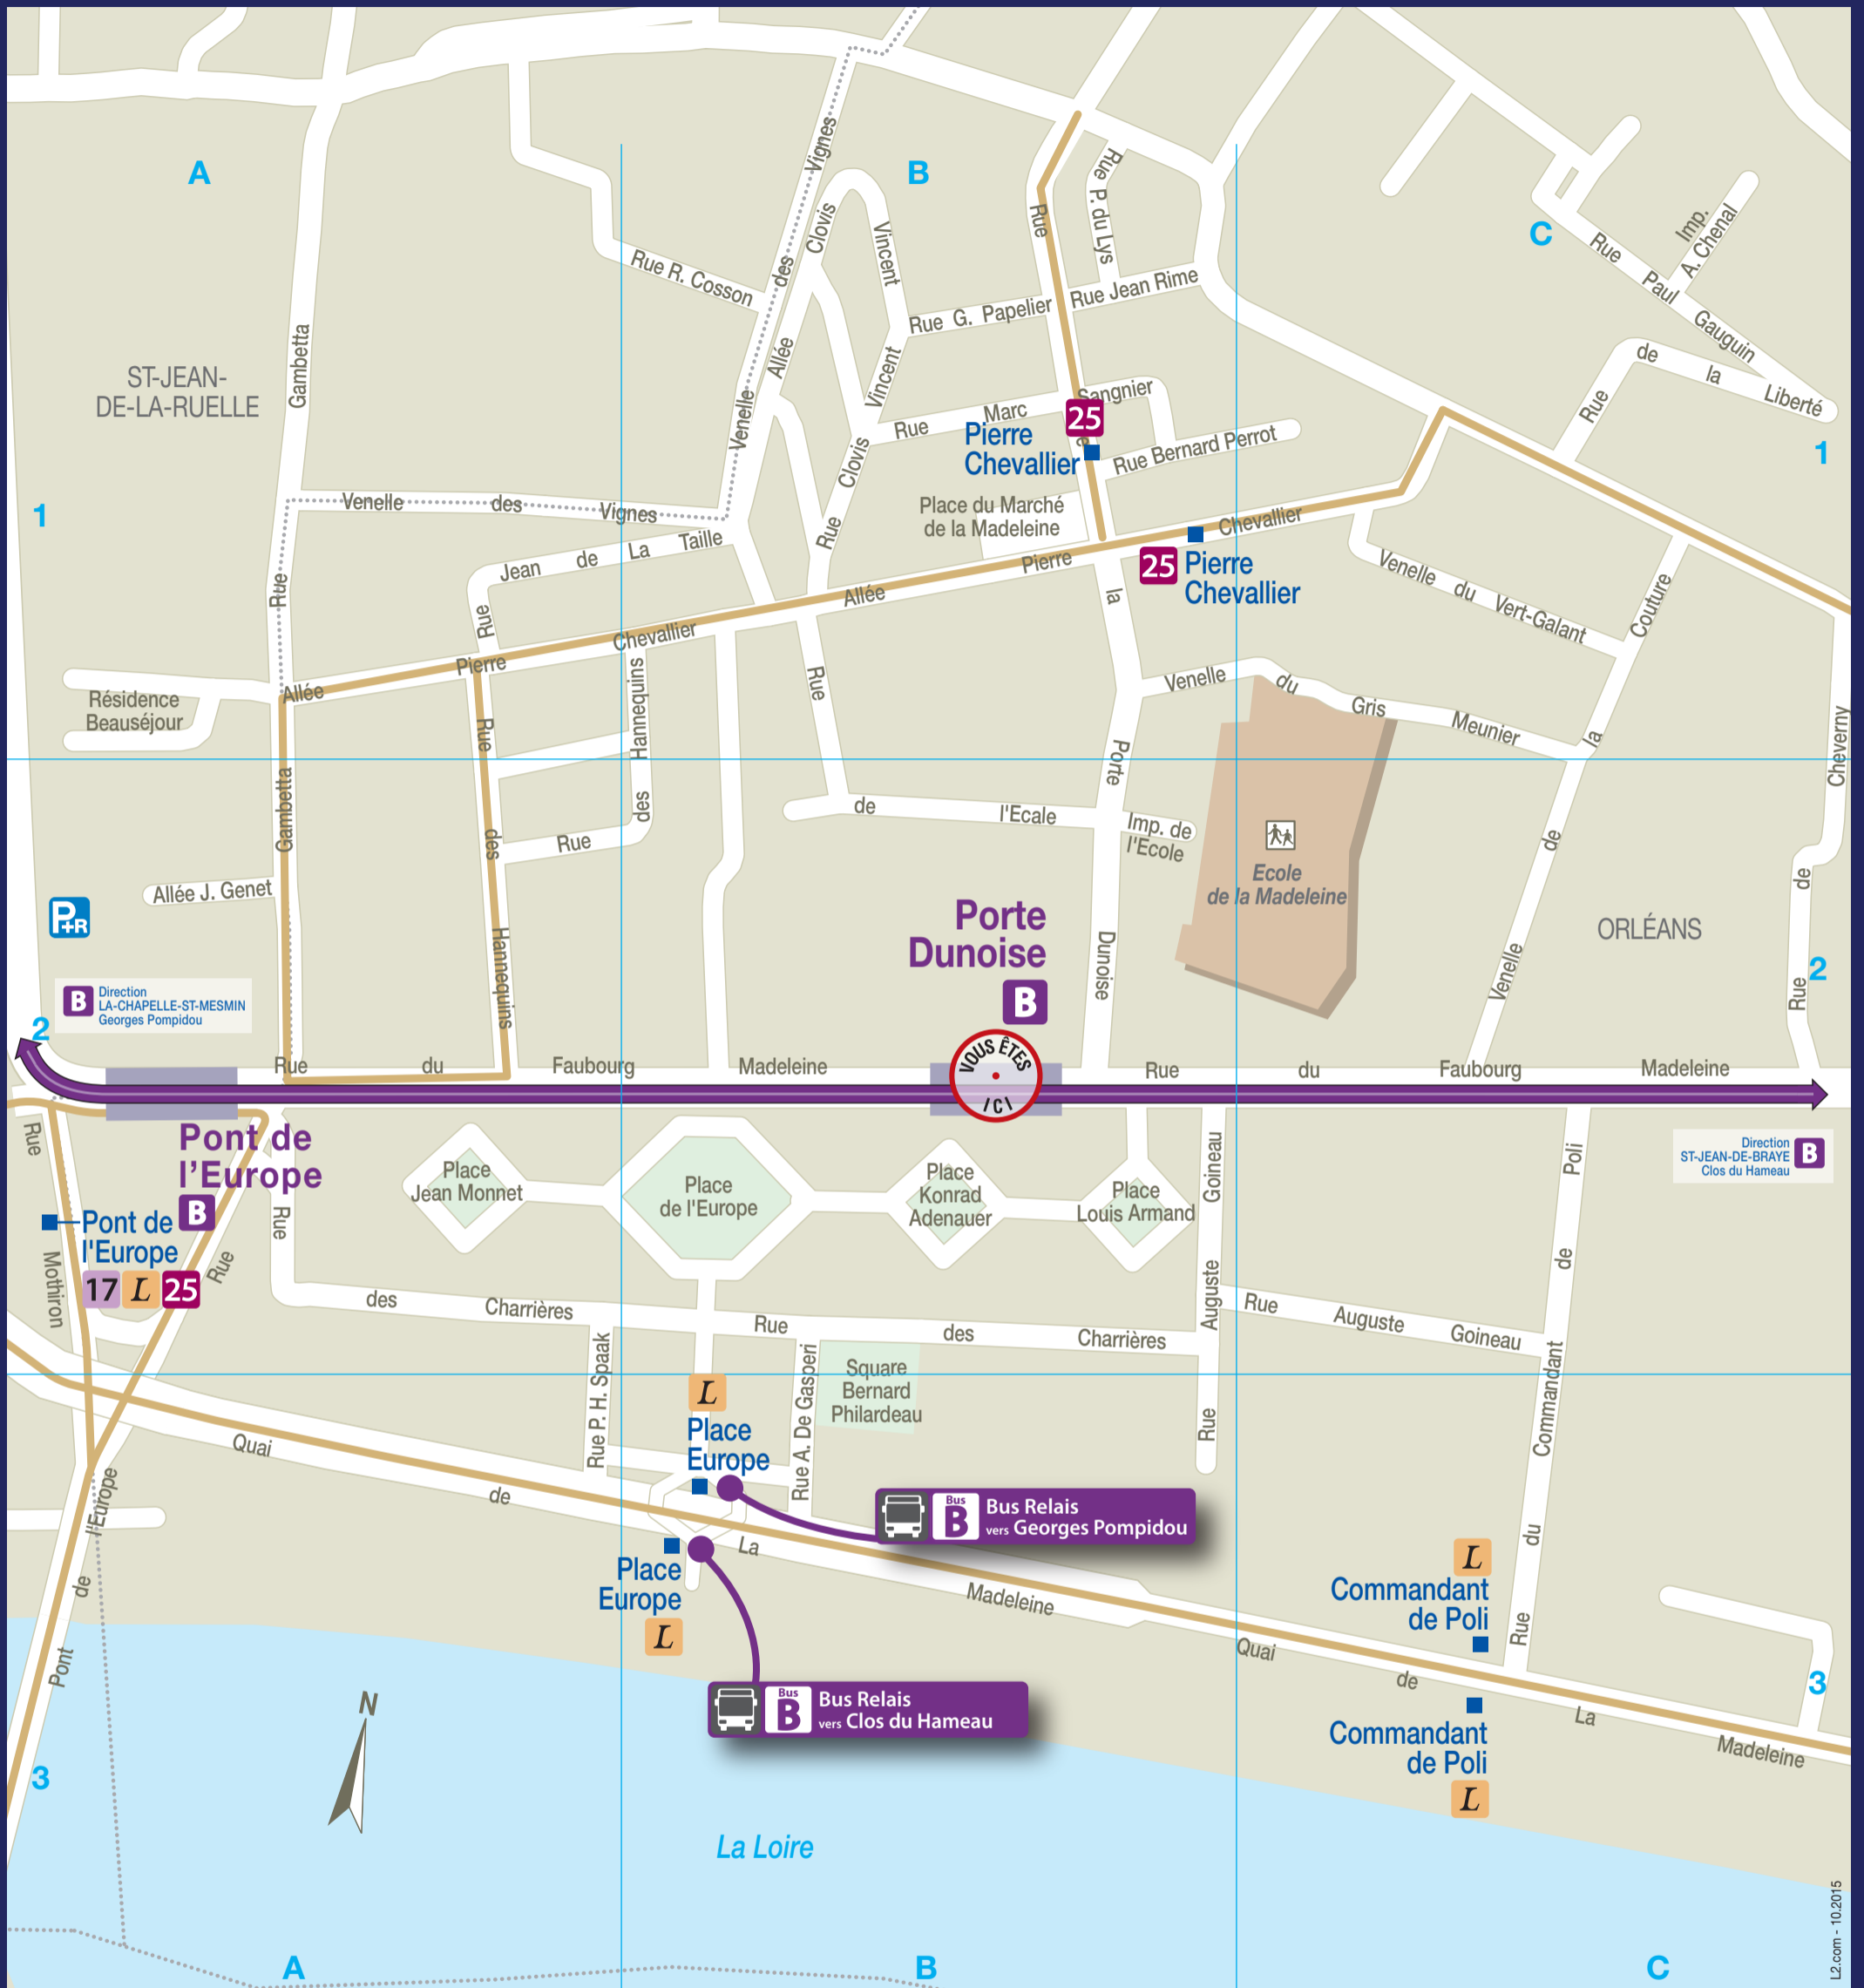 A
B
C
Vignes
des
Allée
Venelle
Clovis
Vincent
Rue R. Cosson
Rue
Rue P. du Lys
Rue Jean Rime
Rue G. Papelier
Imp.
A. Chenal
Rue Paul Gauguin
Rue de la Liberté
Gambetta
ST-JEAN-
DE-LA-RUELLE
Vincent
Clovis
Rue
Rue Marc Sangnier
25
Pierre
Chevallier
Rue Bernard Perrot
1
1
Venelle des Vignes
Place du Marché
de la Madeleine
Rue Jean de La Taille
Chevallier
25
Pierre
Chevallier
Venelle du Vert-Galant
Rue
Allée Pierre Chevallier Allée Pierre
la
Couture
Résidence
Beauséjour
Rue
Hannequins
des
Rue
Rue
Venelle du Gris Meunier
la
Porte
Cheverny
Gambetta
Rue
des
Hannequins
de l'Ecale
Imp. de
l'Ecole
Ecole
de la Madeleine
de
Venelle
de
Rue
Allée J. Genet
P+R
Porte
Dunoise
B
Dunoise
ORLÉANS
2
B Direction
LA-CHAPELLE-ST-MESMIN
Georges Pompidou
2
VOUS ÊTES
ICI
Rue du Faubourg Madeleine Rue du Faubourg Madeleine
Pont de
l'Europe
B
Rue
Mothiron
Pont de
l'Europe
17 L 25
Rue
Place
Jean Monnet
Place
de l'Europe
Place
Konrad
Adenauer
Place
Louis Armand
Direction
ST-JEAN-DE-BRAYE
Clos du Hameau
B
Rue des Charrières Rue des Charrières
Rue Auguste Goineau
Rue Auguste Goineau
Rue du Commandant de Poli
Rue P. H. Spaak
Rue A. De Gasperi
Square
Bernard
Philardeau
L
Place
Europe
Bus B
Bus Relais
vers Georges Pompidou
Quai de La Madeleine Quai de La Madeleine
Place
Europe
L
Pont de l'Europe
Bus B
Bus Relais
vers Clos du Hameau
L
Commandant
de Poli
Commandant
de Poli
L
3
3
N
La Loire
A
B
C
L2.com - 10.2015